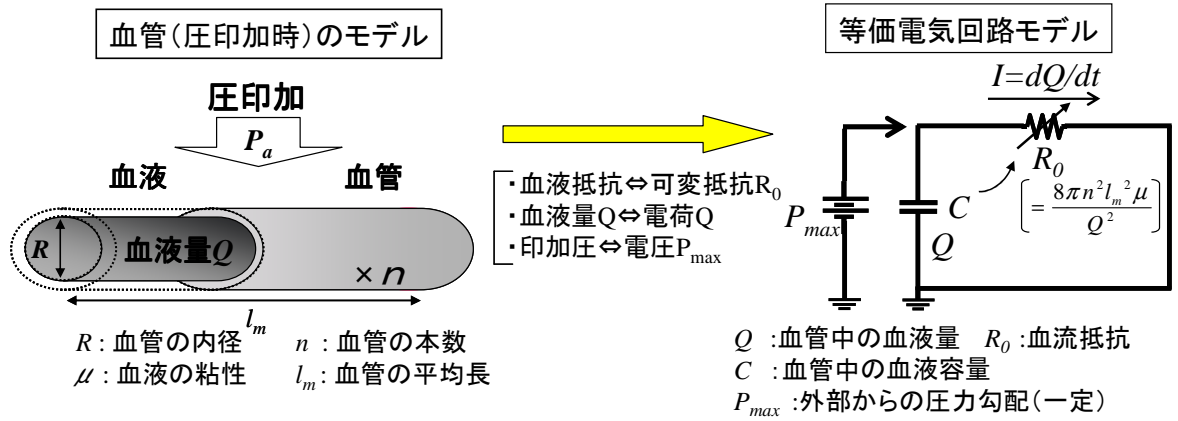 血管(圧印加時)のモデル
圧印加
P_a
血液
血管
R
血液量Q
×n
l_m
R : 血管の内径 n : 血管の本数
μ : 血液の粘性 l_m : 血管の平均長
・血液抵抗⇔可変抵抗R_0
・血液量Q⇔電荷Q
・印加圧⇔電圧P_max
等価電気回路モデル
I=dQ/dt
R_0
[= 8πn²l_m²μ / Q²]
P_max
C
Q
Q :血管中の血液量 R_0 :血流抵抗
C :血管中の血液容量
P_max :外部からの圧力勾配(一定)